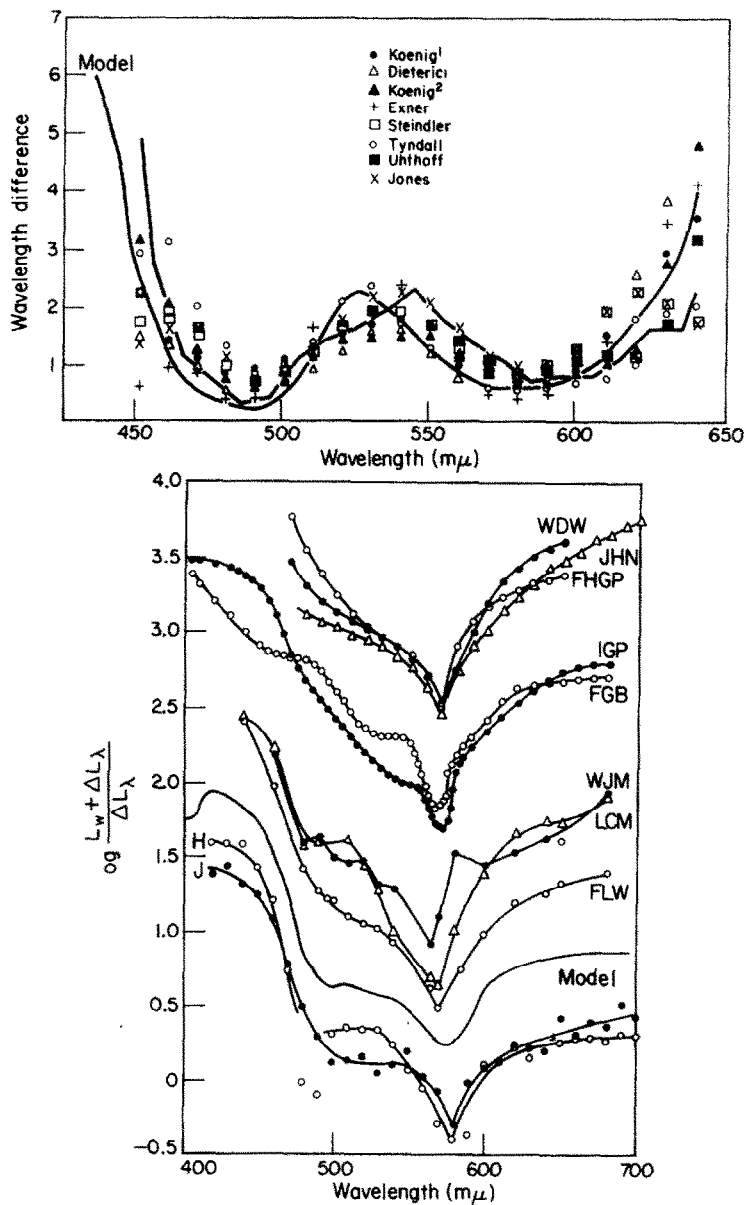 7
Model
6
5
4
3
2
1
Wavelength difference
Koenig1
Dieterici
Koenig2
Exner
Steindler
Tyndall
Uhthoff
Jones
450 500 550 600 650
Wavelength (mμ)
4.0
3.5
3.0
2.5
2.0
1.5
1.0
0.5
0
−0.5
og Lw + ΔLλ
ΔLλ
WDW
JHN
FHGP
IGP
FGB
WJM
LCM
H
J
FLW
Model
400 500 600 700
Wavelength (mμ)